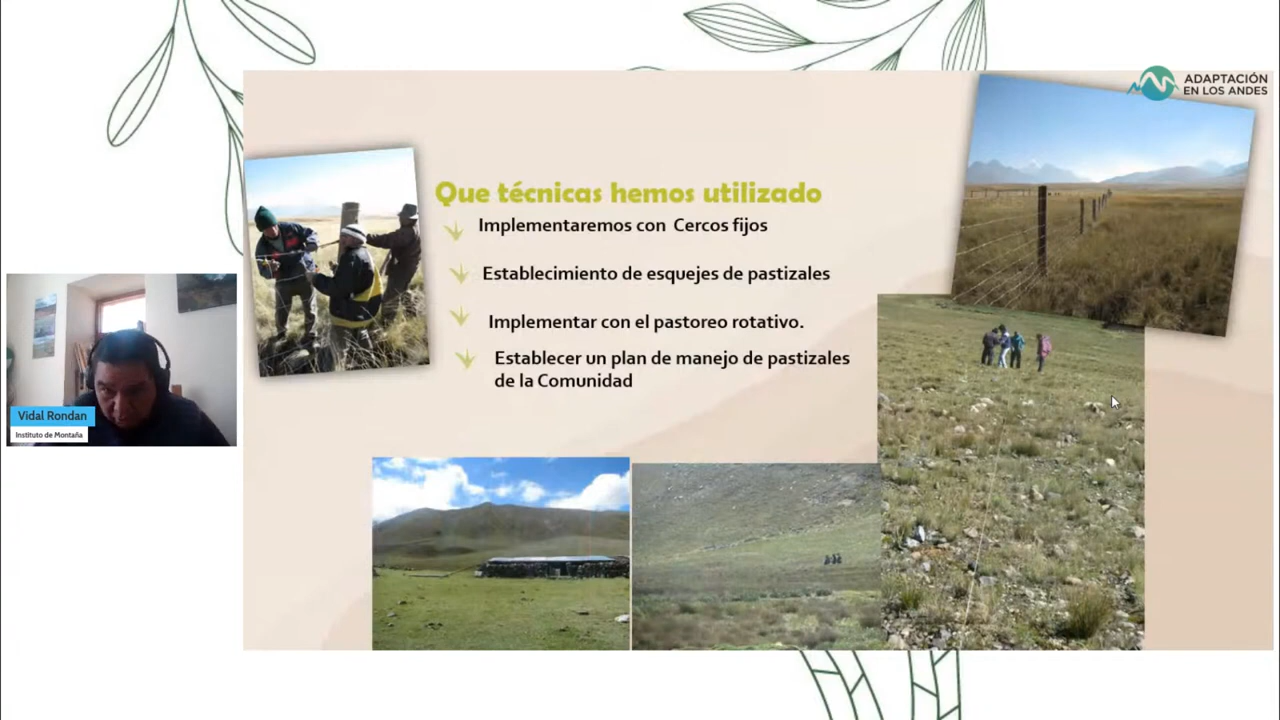 ADAPTACIÓN
EN LOS ANDES
Que técnicas hemos utilizado
Implementaremos con Cercos fijos
Establecimiento de esquejes de pastizales
Implementar con el pastoreo rotativo.
Establecer un plan de manejo de pastizales
de la Comunidad
Vidal Rondan
Instituto de Montaña